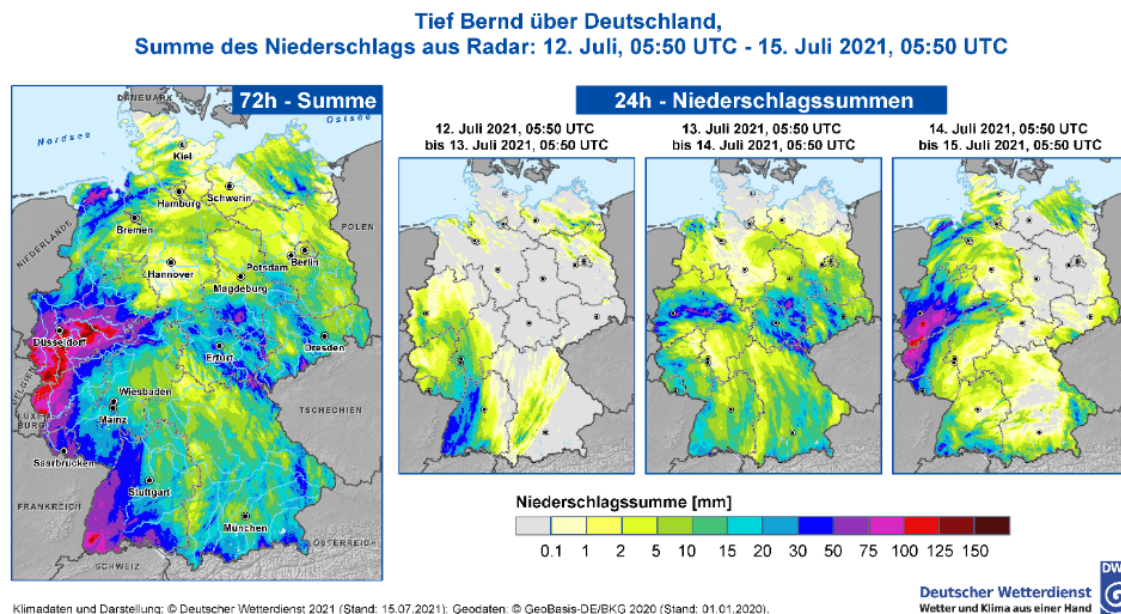 Tief Bernd über Deutschland,
Summe des Niederschlags aus Radar: 12. Juli, 05:50 UTC - 15. Juli 2021, 05:50 UTC
72h - Summe
24h - Niederschlagssummen
12. Juli 2021, 05:50 UTC
bis 13. Juli 2021, 05:50 UTC
13. Juli 2021, 05:50 UTC
bis 14. Juli 2021, 05:50 UTC
14. Juli 2021, 05:50 UTC
bis 15. Juli 2021, 05:50 UTC
DÄNEMARK
Nordsee
Ostsee
Kiel
Schwerin
Hamburg
Bremen
NIEDERLANDE
POLEN
Berlin
Potsdam
Hannover
Magdeburg
Düsseldorf
Erfurt
Dresden
BELGIEN
Wiesbaden
Mainz
LUXEM-
BURG
TSCHECHIEN
Saarbrücken
Stuttgart
FRANKREICH
München
ÖSTERREICH
SCHWEIZ
Niederschlagssumme [mm]
0.1 1 2 5 10 15 20 30 50 75 100 125 150
DW
Deutscher Wetterdienst
Wetter und Klima aus einer Hand
Klimadaten und Darstellung: © Deutscher Wetterdienst 2021 (Stand: 15.07.2021); Geodaten: © GeoBasis-DE/BKG 2020 (Stand: 01.01.2020).